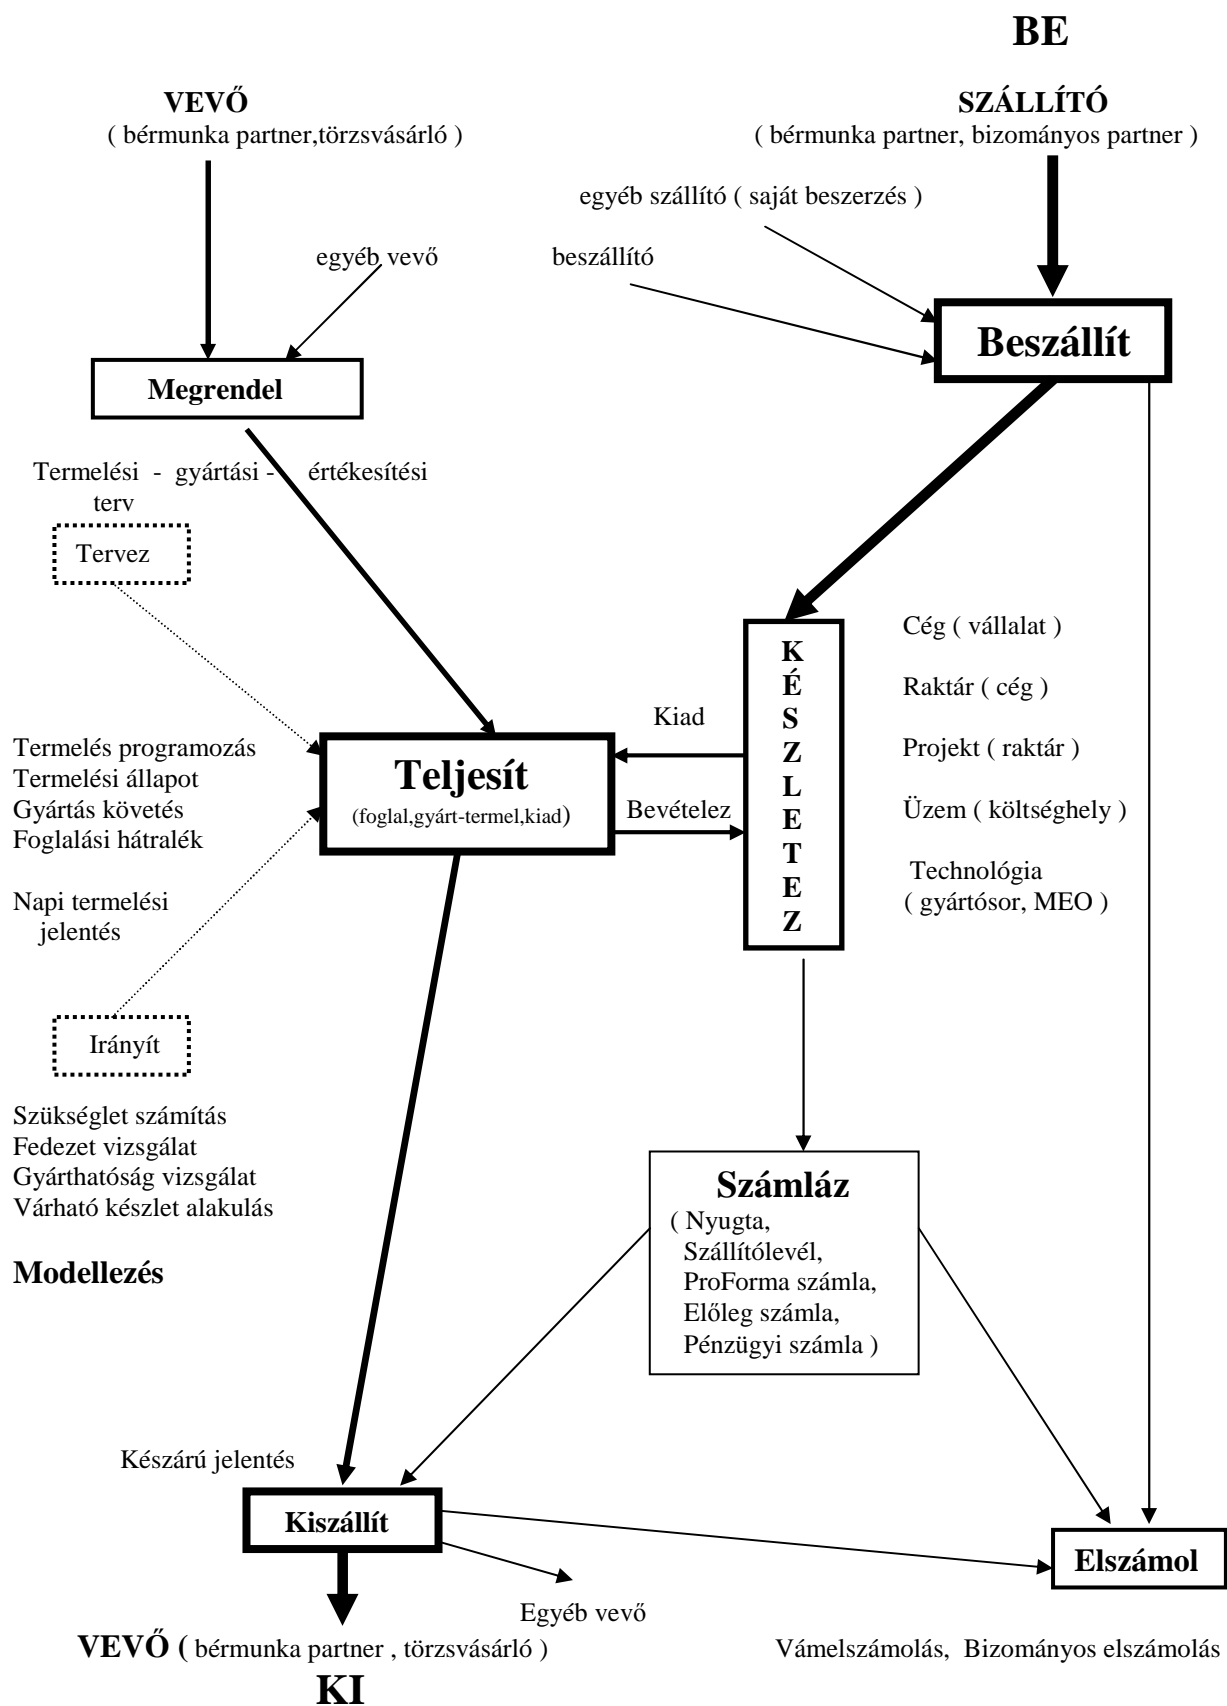 BE
VEVŐ
( bérmunka partner,törzsvásárló )
SZÁLLÍTÓ
( bérmunka partner, bizományos partner )
egyéb szállító ( saját beszerzés )
egyéb vevő
beszállító
Beszállít
Megrendel
Termelési - gyártási - értékesítési
terv
Tervez
KÉSZLETEZ
Cég ( vállalat )
Raktár ( cég )
Projekt ( raktár )
Üzem ( költséghely )
Technológia
( gyártósor, MEO )
Kiad
Teljesít
(foglal,gyárt-termel,kiad)
Bevételez
Termelés programozás
Termelési állapot
Gyártás követés
Foglalási hátralék
Napi termelési
jelentés
Irányít
Szükséglet számítás
Fedezet vizsgálat
Gyárthatóság vizsgálat
Várható készlet alakulás
Modellezés
Számláz
( Nyugta,
Szállítólevél,
ProForma számla,
Előleg számla,
Pénzügyi számla )
Készárú jelentés
Kiszállít
Elszámol
Egyéb vevő
VEVŐ ( bérmunka partner , törzsvásárló )
Vámelszámolás, Bizományos elszámolás
KI